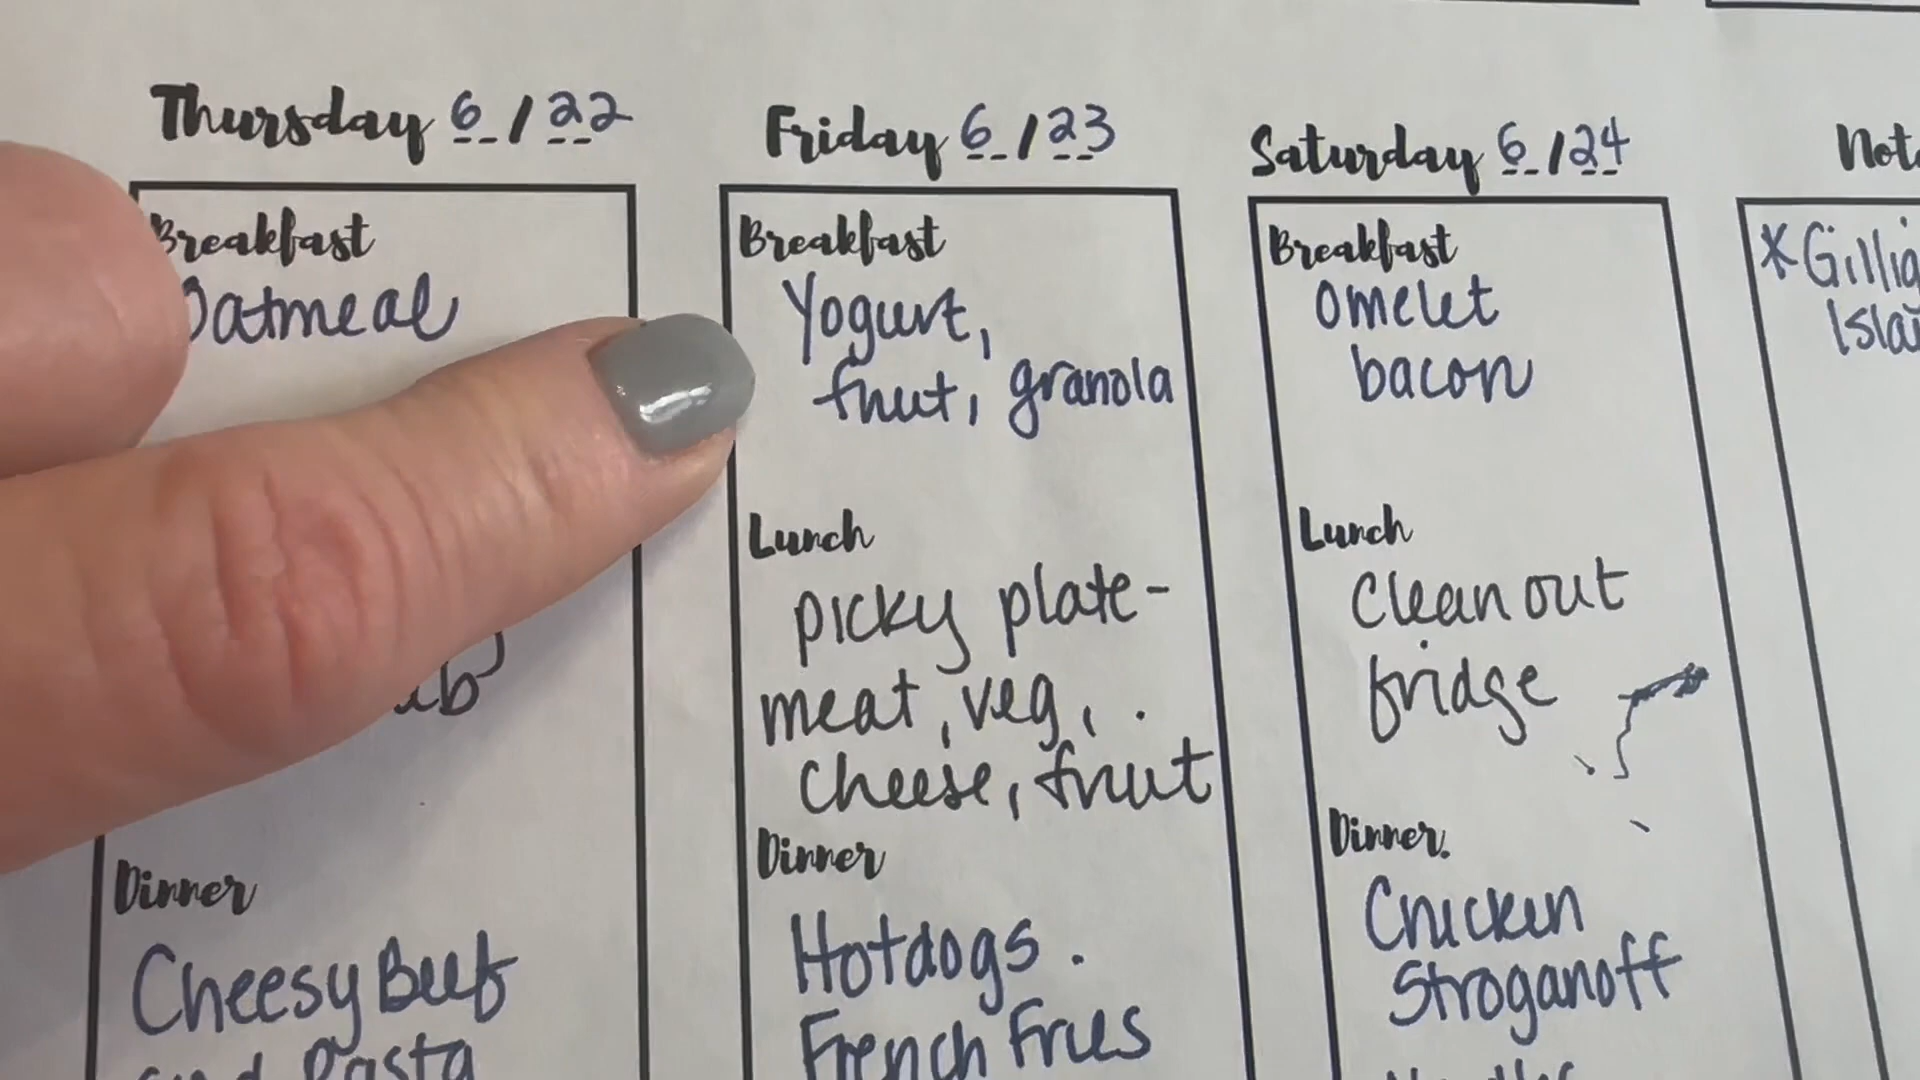 Thursday 6/22
Breakfast
Oatmeal
Dinner
Cheesy Beef
and Pasta
Friday 6/23
Breakfast
Yogurt,
fruit, granola
Lunch
picky plate-
meat, veg,
cheese, fruit
Dinner
Hotdogs
French Fries
Saturday 6/24
Breakfast
omelet
bacon
Lunch
Clean out
fridge
Dinner
Chicken
Stroganoff